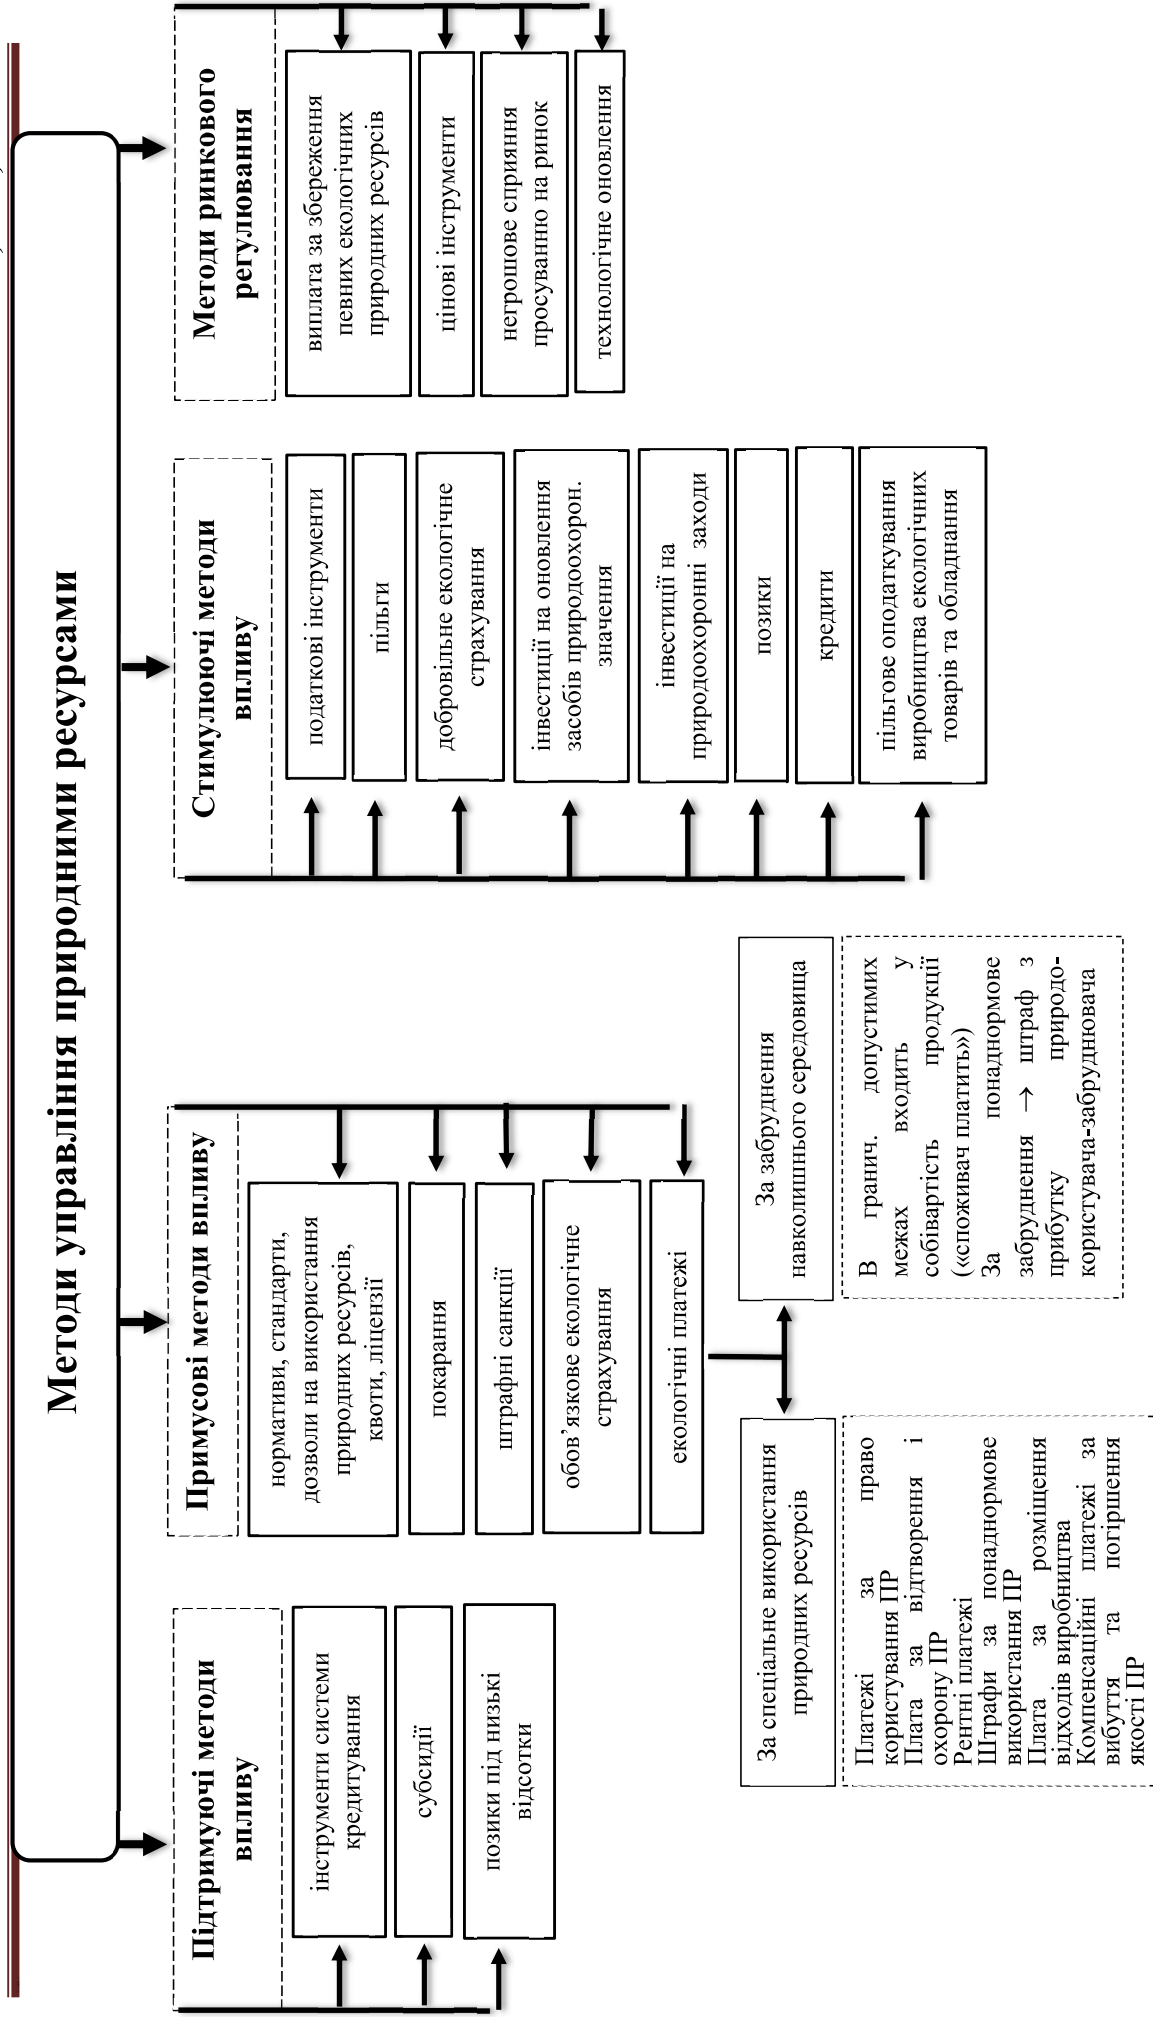 Методи управління природними ресурсами
Підтримуючі методи
впливу
інструменти системи
кредитування
субсидії
позики під низькі
відсотки
Примусові методи впливу
нормативи, стандарти,
дозволи на використання
природних ресурсів,
квоти, ліцензії
покарання
штрафні санкції
обов’язкове екологічне
страхування
екологічні платежі
За спеціальне використання
природних ресурсів
Платежі за право
користування ПР
Плата за відтворення і
охорону ПР
Рентні платежі
Штрафи за понаднормове
використання ПР
Плата за розміщення
відходів виробництва
Компенсаційні платежі за
вибуття та погіршення
якості ПР
За забруднення
навколишнього середовища
В гранич. допустимих
межах входить у
собівартість продукції
(«споживач платить»)
За понаднормове
забруднення → штраф з
прибутку природо-
користувача-забруднювача
Стимулюючі методи
впливу
податкові інструменти
пільги
добровільне екологічне
страхування
інвестиції на оновлення
засобів природоохорон.
значення
інвестиції на
природоохоронні заходи
позики
кредити
пільгове оподаткування
виробництва екологічних
товарів та обладнання
Методи ринкового
регулювання
виплата за збереження
певних екологічних
природних ресурсів
цінові інструменти
негрошове сприяння
просуванню на ринок
технологічне оновлення